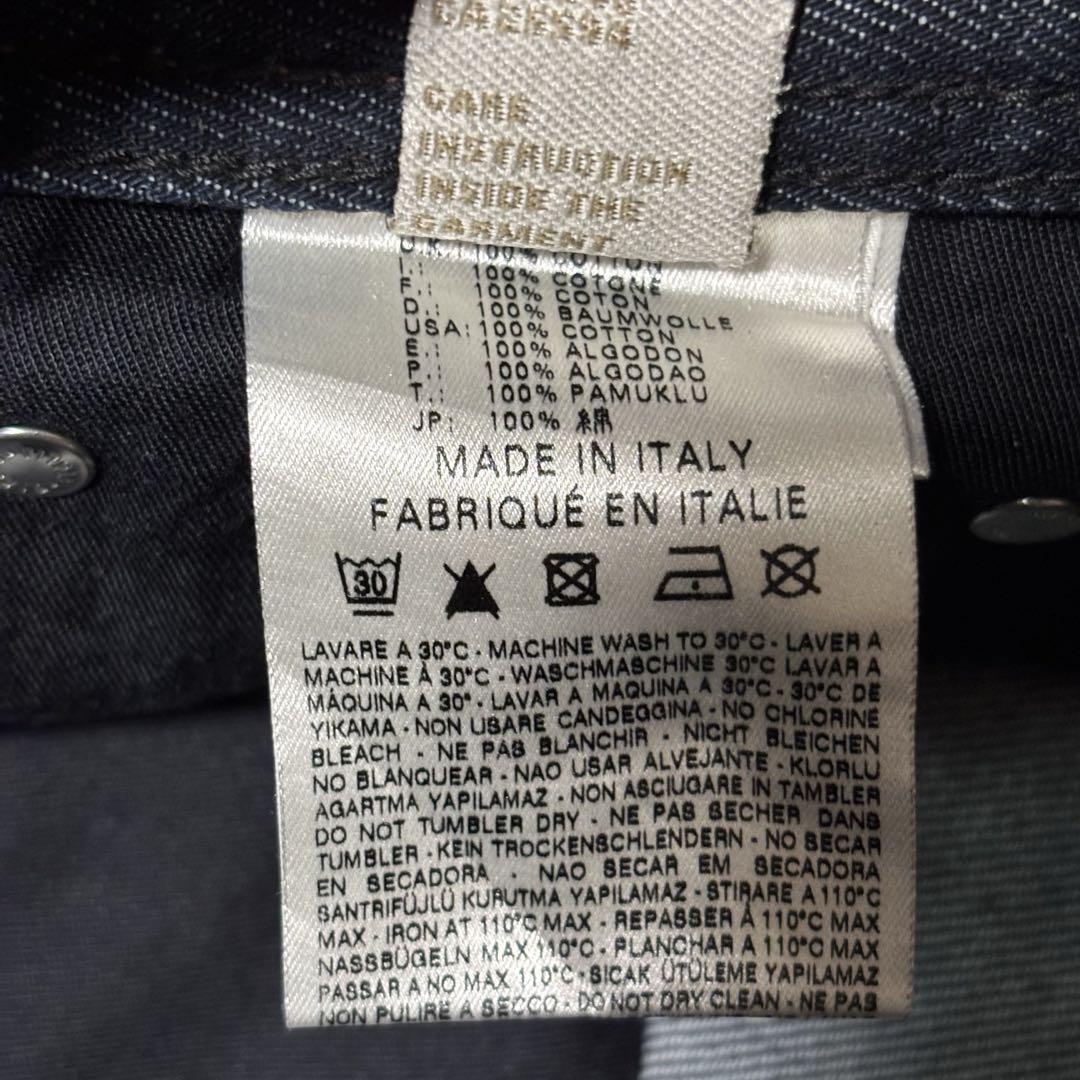 CARE
INSTRUCTION
INSIDE THE
GARMENT
U.K. 100% COTTON
I.: 100% COTONE
F.: 100% COTON
D.: 100% BAUMWOLLE
USA: 100% COTTON
E.: 100% ALGODON
P.: 100% ALGODAO
T.: 100% PAMUKLU
JP: 100% 綿
MADE IN ITALY
FABRIQUÉ EN ITALIE
30
LAVARE A 30°C - MACHINE WASH TO 30°C - LAVER A
MACHINE À 30°C - WASCHMASCHINE 30°C LAVAR A
MÁQUINA A 30° - LAVAR A MAQUINA A 30°C - 30°C DE
YIKAMA - NON USARE CANDEGGINA - NO CHLORINE
BLEACH - NE PAS BLANCHIR - NICHT BLEICHEN
NO BLANQUEAR - NAO USAR ALVEJANTE - KLORLU
AGARTMA YAPILAMAZ - NON ASCIUGARE IN TAMBLER
DO NOT TUMBLER DRY - NE PAS SECHER DANS
TUMBLER - KEIN TROCKENSCHLENDERN - NO SECAR
EN SECADORA - NAO SECAR EM SECADORA
SANTRIFÜJLÜ KURUTMA YAPILAMAZ - STIRARE A 110°C
MAX - IRON AT 110°C MAX - REPASSER À 110°C MAX
NASSBÜGELN MAX 110°C - PLANCHAR A 110°C MAX
PASSAR A NO MAX 110°C - SICAK ÜTÜLEME YAPILAMAZ
NON PULIRE A SECCO - DO NOT DRY CLEAN - NE PAS